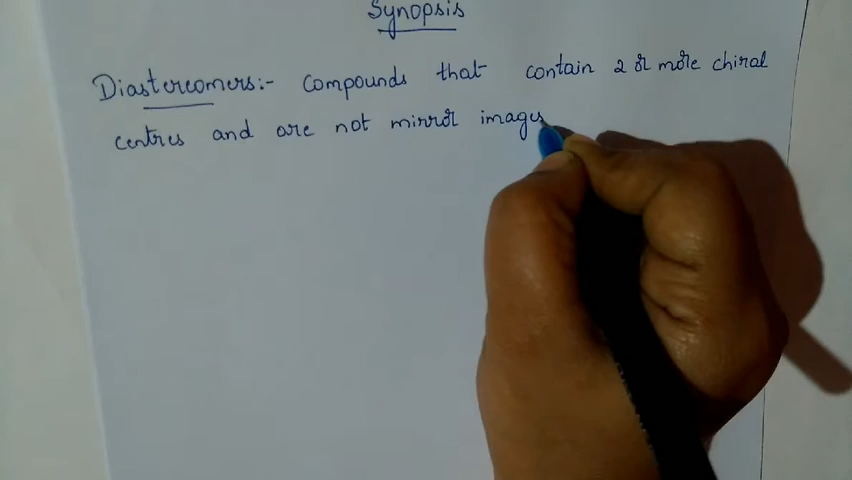 Synopsis
Diastereomers:- Compounds that contain 2 or more chiral
centres and are not mirror images